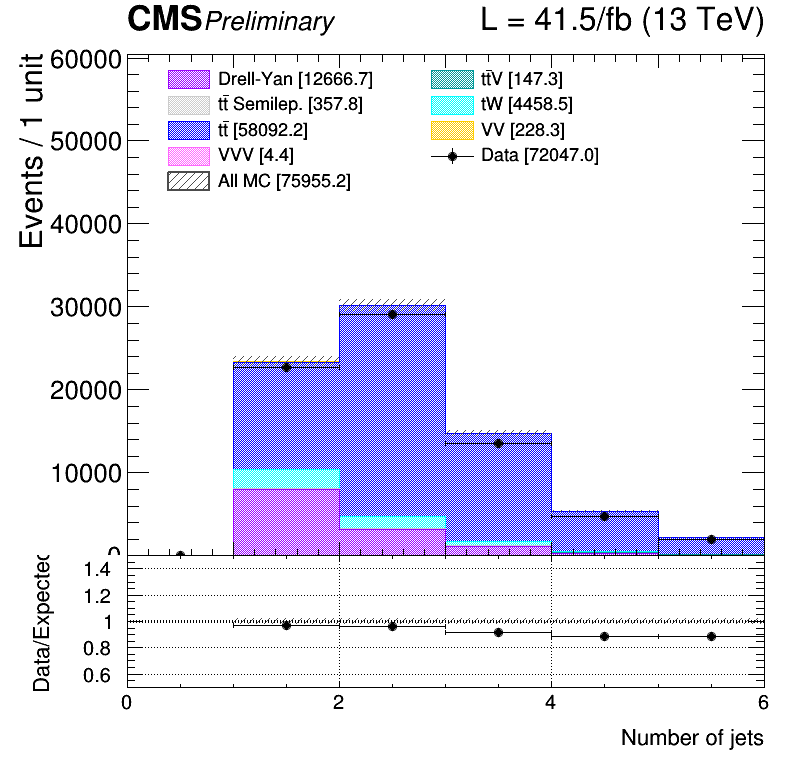 CMS Preliminary L = 41.5/fb (13 TeV)
Events / 1 unit
60000
50000
40000
30000
20000
10000
0
Drell-Yan [12666.7]
tt̄ Semilep. [357.8]
tt̄ [58092.2]
VVV [4.4]
All MC [75955.2]
tt̄V [147.3]
tW [4458.5]
VV [228.3]
Data [72047.0]
Data/Expected
1.4
1.2
1
0.8
0.6
0 2 4 6
Number of jets